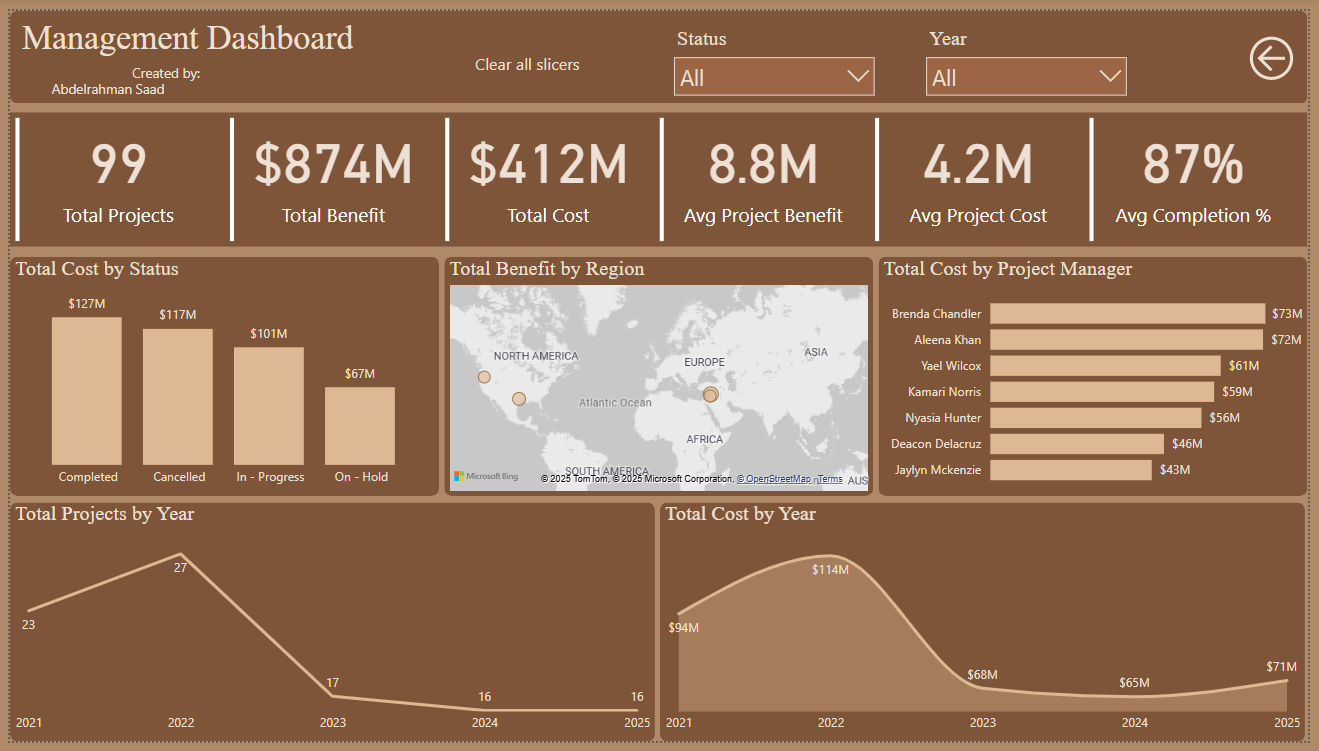 Management Dashboard
Created by:
Abdelrahman Saad
Clear all slicers
Status
All
Year
All
99
Total Projects
$874M
Total Benefit
$412M
Total Cost
8.8M
Avg Project Benefit
4.2M
Avg Project Cost
87%
Avg Completion %
Total Cost by Status
$127M
$117M
$101M
$67M
Completed
Cancelled
In - Progress
On - Hold
Total Benefit by Region
NORTH AMERICA
EUROPE
ASIA
Atlantic Ocean
AFRICA
SOUTH AMERICA
Microsoft Bing
© 2025 TomTom, © 2025 Microsoft Corporation, © OpenStreetMap Terms
AUS
Total Cost by Project Manager
Brenda Chandler $73M
Aleena Khan $72M
Yael Wilcox $61M
Kamari Norris $59M
Nyasia Hunter $56M
Deacon Delacruz $46M
Jaylyn Mckenzie $43M
Total Projects by Year
27
23
17
16
16
2021 2022 2023 2024 2025
Total Cost by Year
$114M
$94M
$68M
$65M
$71M
2021 2022 2023 2024 2025